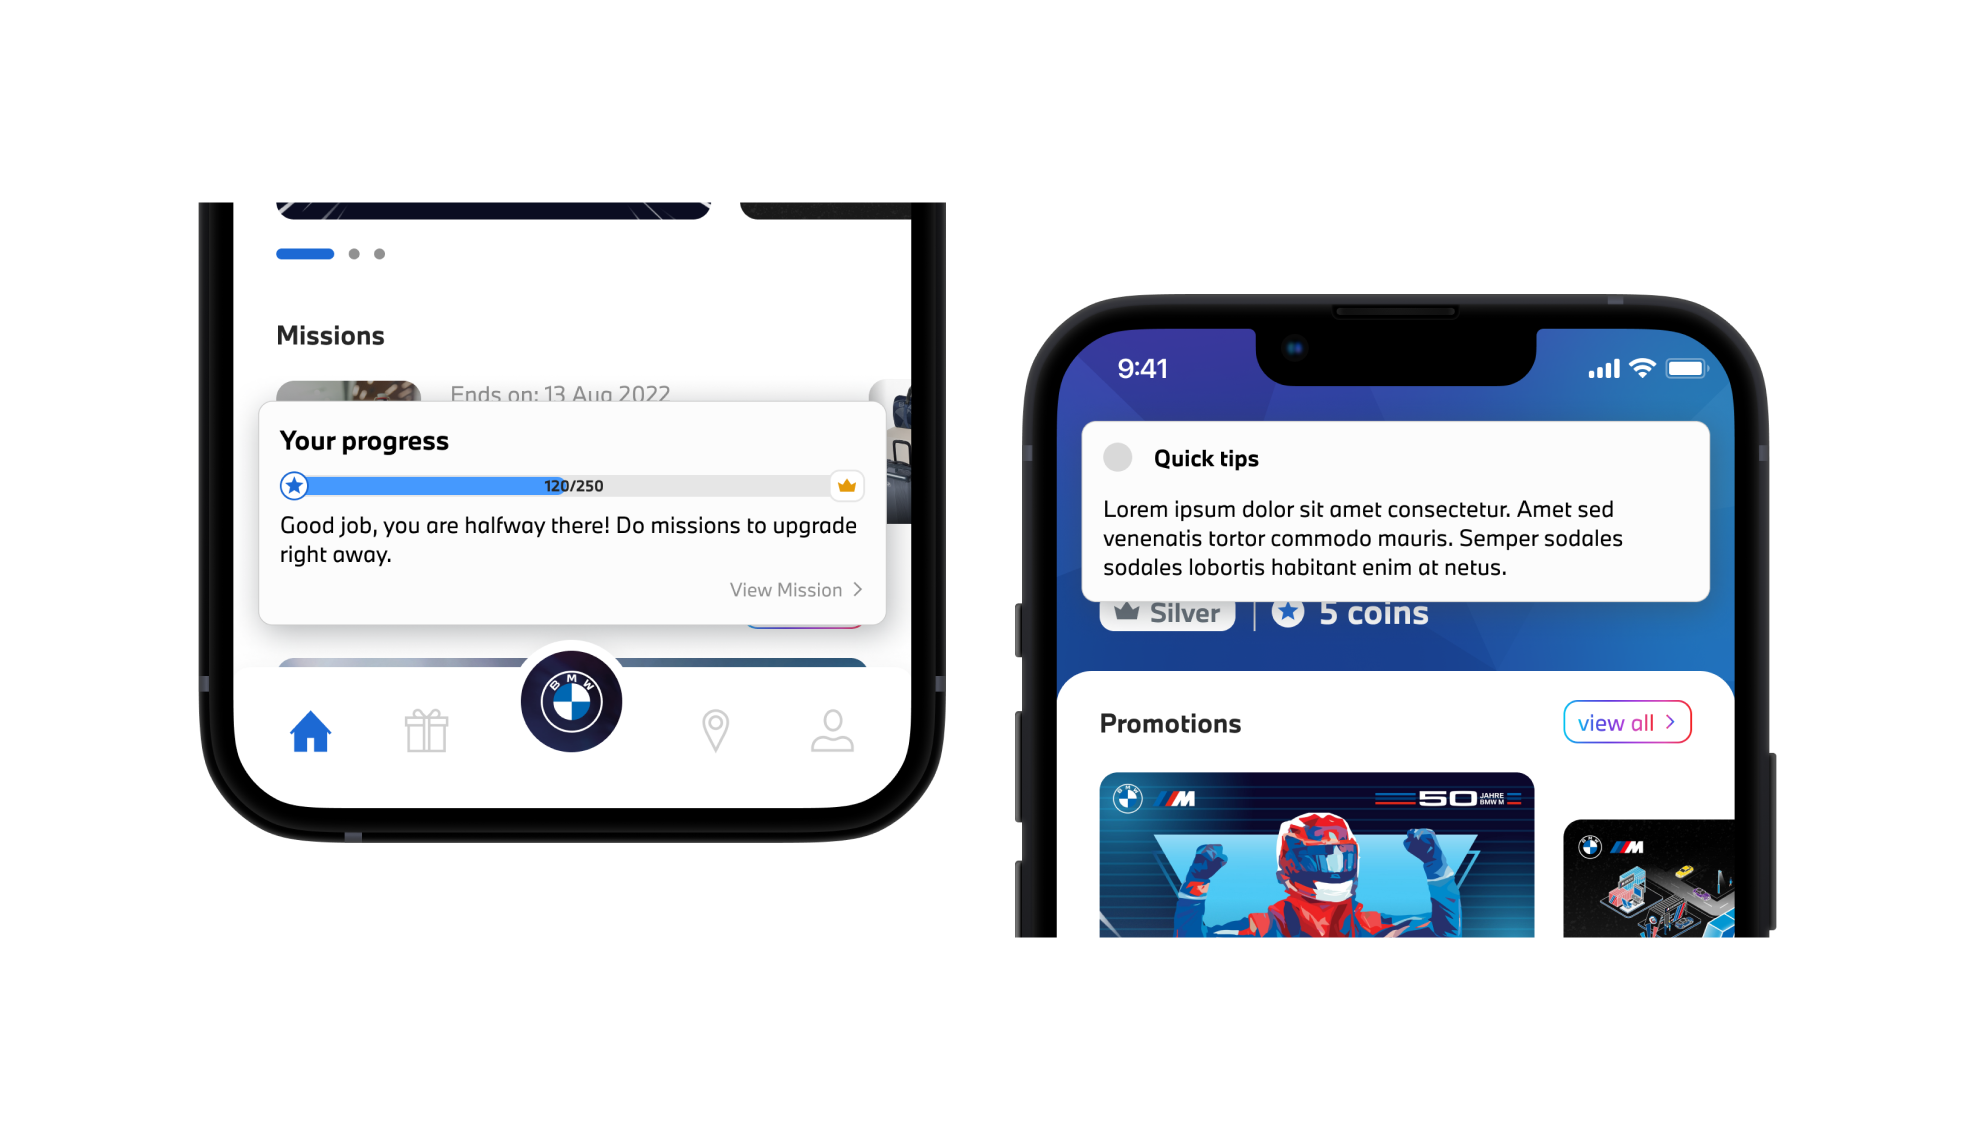 Missions
Ends on: 13 Aug 2022
Your progress
120/250
Good job, you are halfway there! Do missions to upgrade
right away.
View Mission
BMW
9:41
Quick tips
Lorem ipsum dolor sit amet consectetur. Amet sed
venenatis tortor commodo mauris. Semper sodales
sodales lobortis habitant enim at netus.
Silver
5 coins
Promotions
view all
BMW
M
50 JAHRE
BMW M
BMW
M